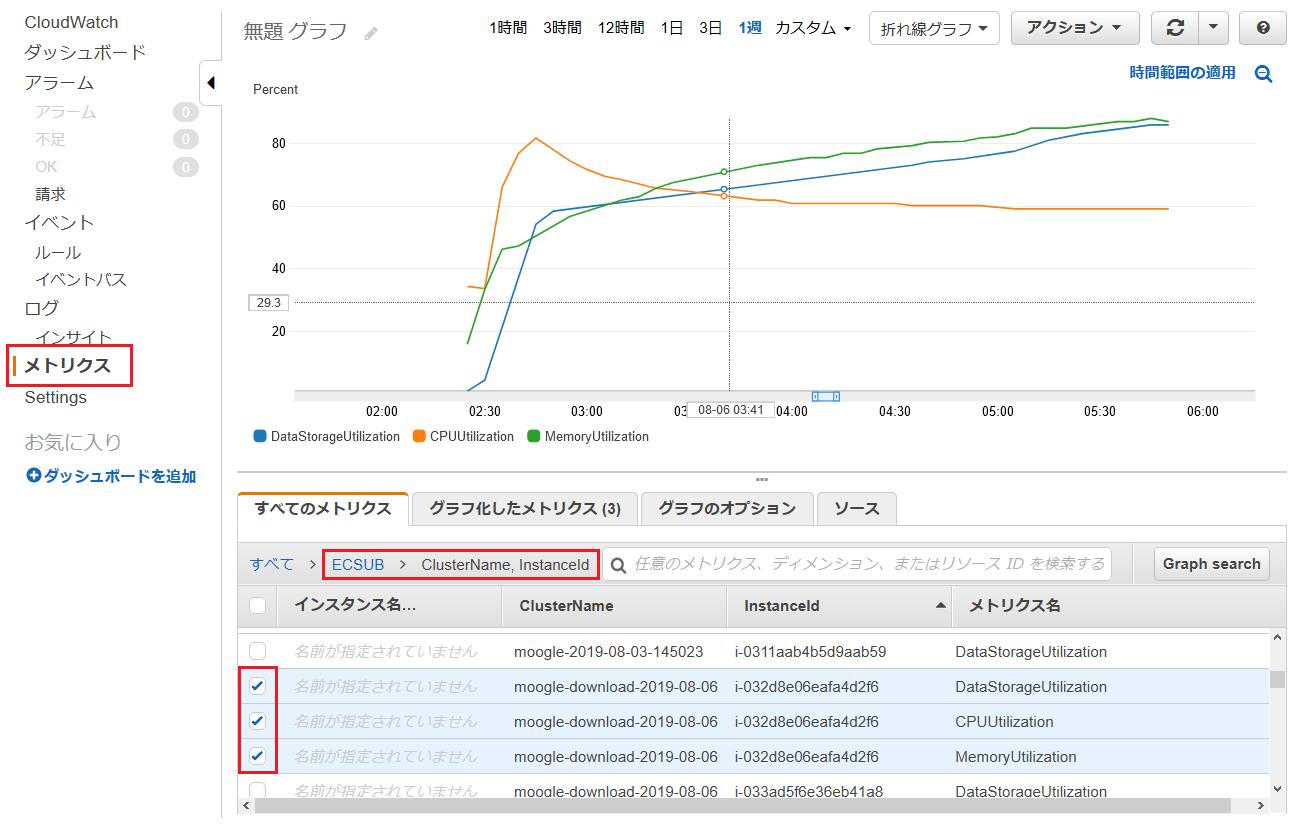 CloudWatch
ダッシュボード
アラーム
アラーム 0
不足 0
OK 0
請求
イベント
ルール
イベントバス
ログ
インサイト
メトリクス
Settings
お気に入り
ダッシュボードを追加
無題 グラフ
1時間 3時間 12時間 1日 3日 1週 カスタム 折れ線グラフ アクション
時間範囲の適用
Percent
80
60
40
29.3
20
02:00 02:30 03:00 08-06 03:41 04:00 04:30 05:00 05:30 06:00
DataStorageUtilization CPUUtilization MemoryUtilization
すべてのメトリクス グラフ化したメトリクス (3) グラフのオプション ソース
すべて > ECSUB > ClusterName, InstanceId 任意のメトリクス、ディメンション、またはリソース ID を検索する Graph search
インスタンス名... ClusterName InstanceId メトリクス名
名前が指定されていません moogle-2019-08-03-145023 i-0311aab4b5d9aab59 DataStorageUtilization
名前が指定されていません moogle-download-2019-08-06 i-032d8e06eafa4d2f6 DataStorageUtilization
名前が指定されていません moogle-download-2019-08-06 i-032d8e06eafa4d2f6 CPUUtilization
名前が指定されていません moogle-download-2019-08-06 i-032d8e06eafa4d2f6 MemoryUtilization
名前が指定されていません moogle-download-2019-08-06 i-033ad5f6e36eb41a8 DataStorageUtilization